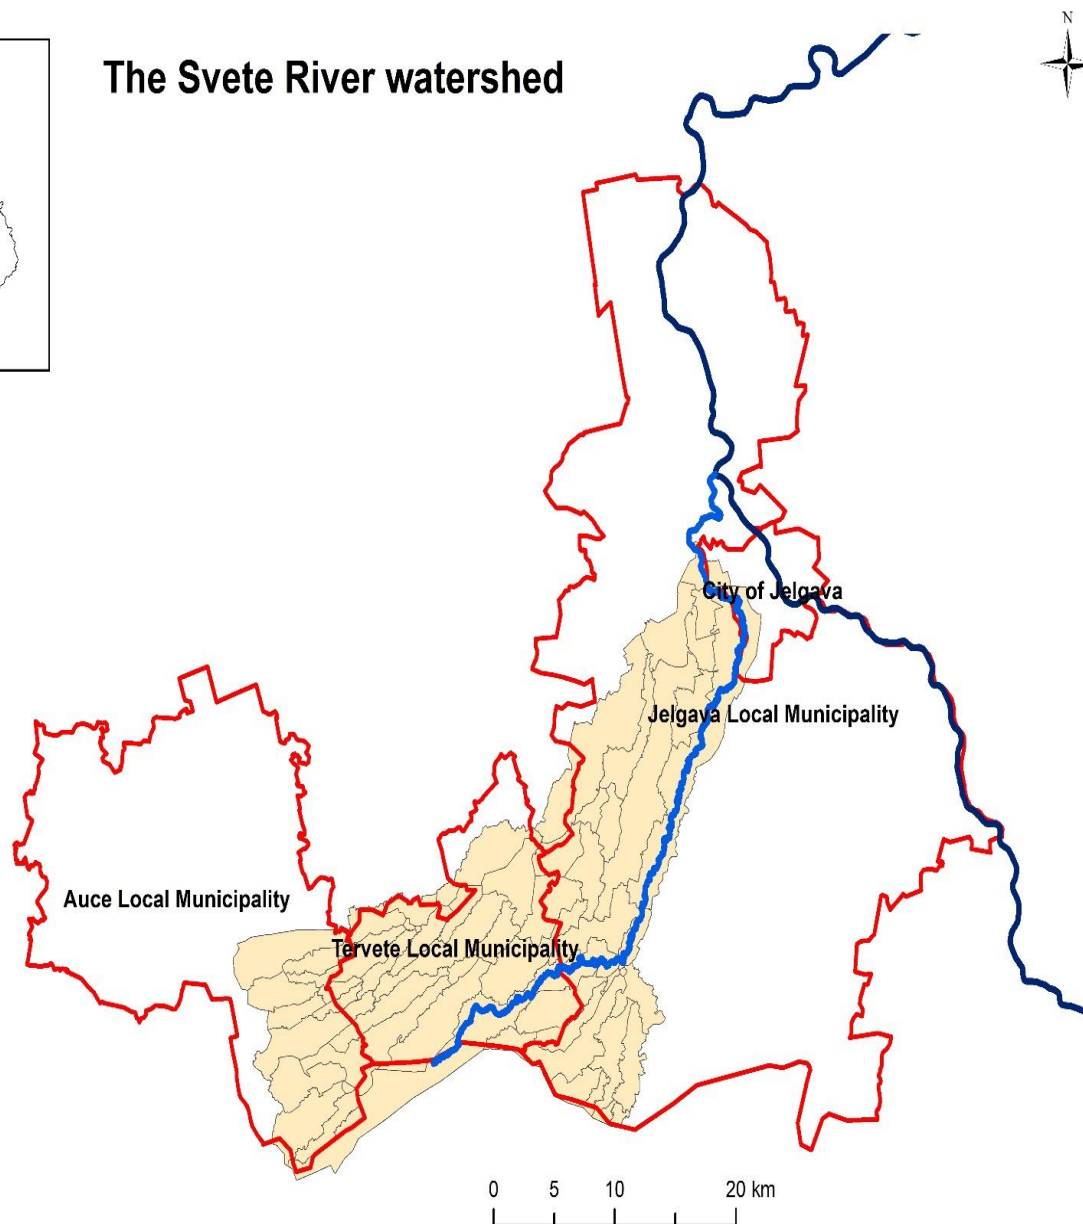 N
The Svete River watershed
City of Jelgava
Jelgava Local Municipality
Auce Local Municipality
Tervete Local Municipality
0 5 10 20 km